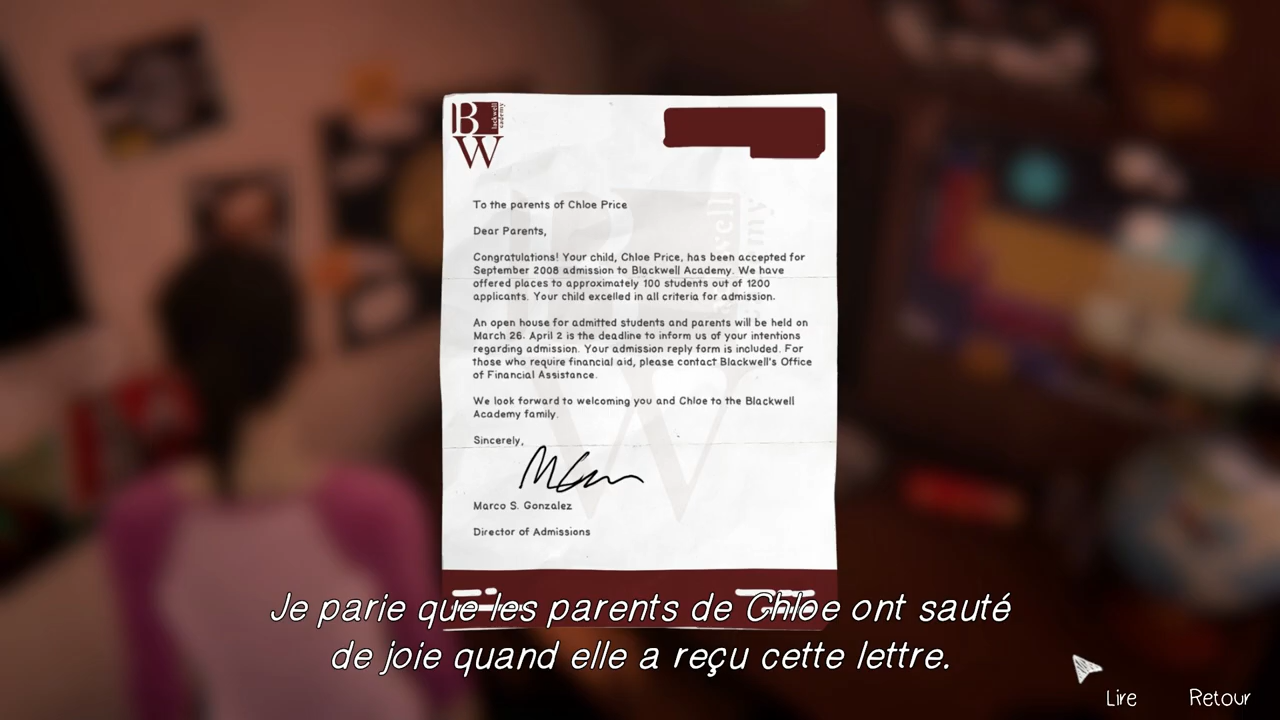 BW
lackwell
cademy
To the parents of Chloe Price
Dear Parents,
Congratulations! Your child, Chloe Price, has been accepted for
September 2008 admission to Blackwell Academy. We have
offered places to approximately 100 students out of 1200
applicants. Your child excelled in all criteria for admission.
An open house for admitted students and parents will be held on
March 26. April 2 is the deadline to inform us of your intentions
regarding admission. Your admission reply form is included. For
those who require financial aid, please contact Blackwell's Office
of Financial Assistance.
We look forward to welcoming you and Chloe to the Blackwell
Academy family.
Sincerely,
Marco S. Gonzalez
Director of Admissions
Je parie que les parents de Chloe ont sauté
de joie quand elle a reçu cette lettre.
Lire Retour